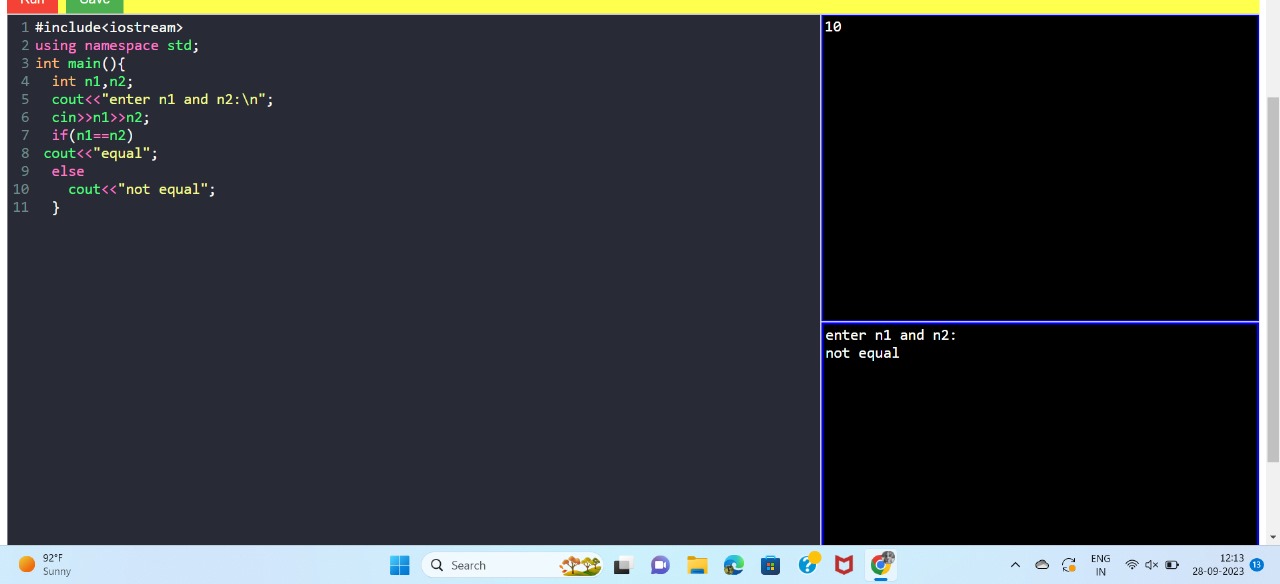 Run Save
1 #include<iostream>
2 using namespace std;
3 int main(){
4 int n1,n2;
5 cout<<"enter n1 and n2:\n";
6 cin>>n1>>n2;
7 if(n1==n2)
8 cout<<"equal";
9 else
10 cout<<"not equal";
11 }
10
enter n1 and n2:
not equal
92°F
Sunny
Search
ENG
IN
12:13
28-09-2023
13